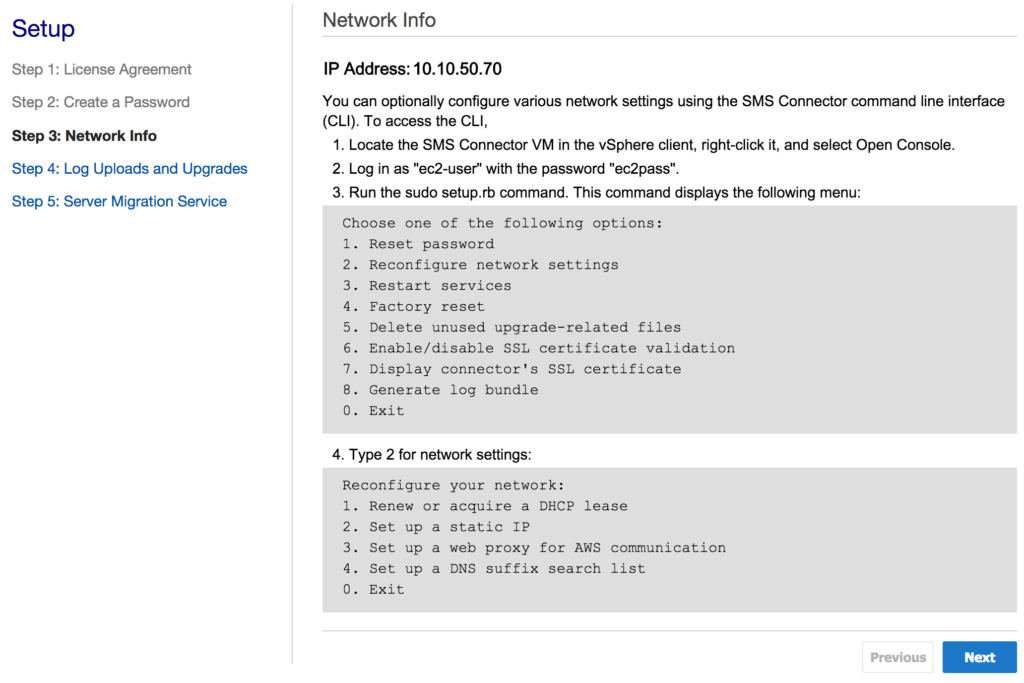 Setup
Step 1: License Agreement
Step 2: Create a Password
Step 3: Network Info
Step 4: Log Uploads and Upgrades
Step 5: Server Migration Service
Network Info
IP Address: 10.10.50.70
You can optionally configure various network settings using the SMS Connector command line interface
(CLI). To access the CLI,
1. Locate the SMS Connector VM in the vSphere client, right-click it, and select Open Console.
2. Log in as "ec2-user" with the password "ec2pass".
3. Run the sudo setup.rb command. This command displays the following menu:
Choose one of the following options:
1. Reset password
2. Reconfigure network settings
3. Restart services
4. Factory reset
5. Delete unused upgrade-related files
6. Enable/disable SSL certificate validation
7. Display connector's SSL certificate
8. Generate log bundle
0. Exit
4. Type 2 for network settings:
Reconfigure your network:
1. Renew or acquire a DHCP lease
2. Set up a static IP
3. Set up a web proxy for AWS communication
4. Set up a DNS suffix search list
0. Exit
Previous
Next